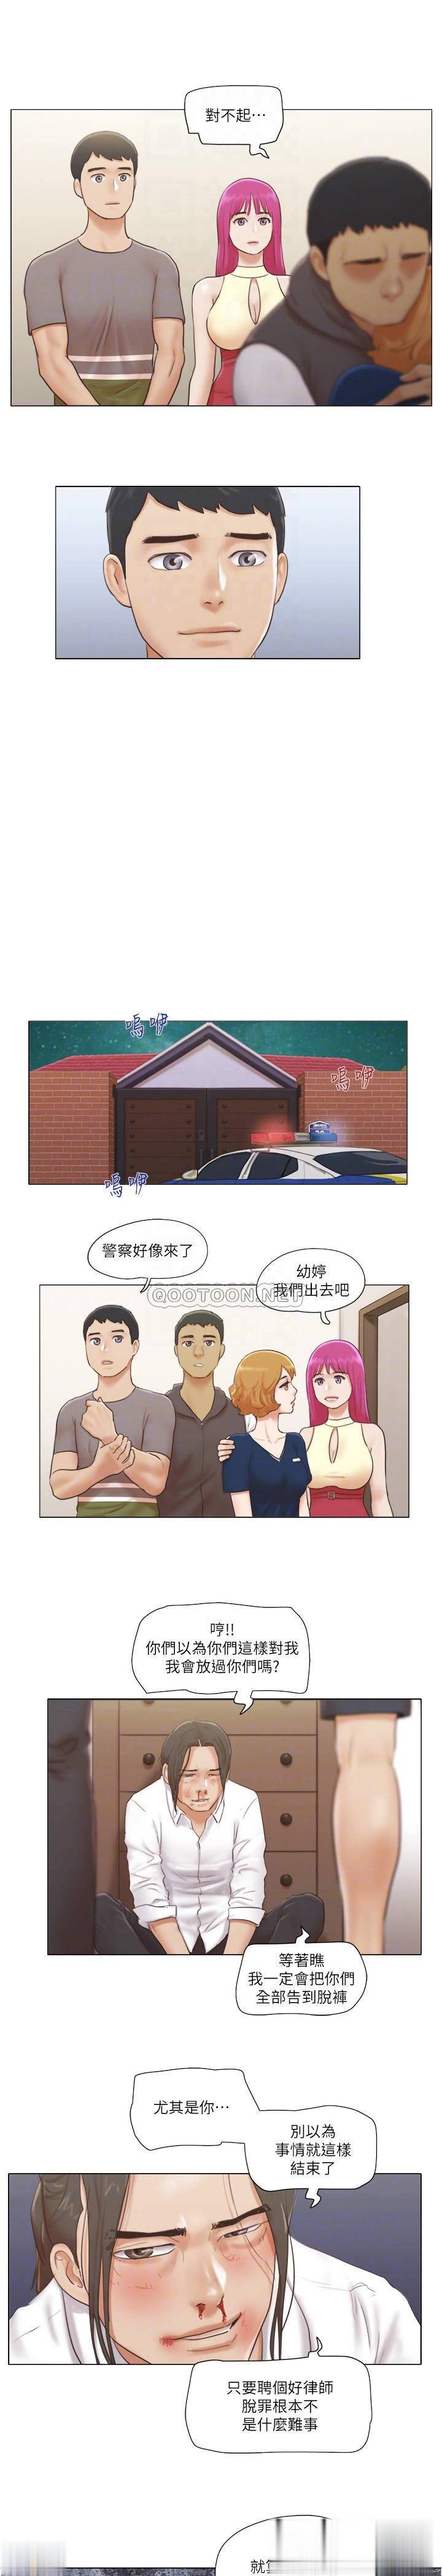 對不起⋯
嗚咿
嗚咿
嗚咿
警察好像來了
幼婷
我們出去吧
QOOTOON.NET
哼!!
你們以為你們這樣對我
我會放過你們嗎?
等著瞧
我一定會把你們
全部告到脫褲
尤其是你⋯
別以為
事情就這樣
結束了
只要聘個好律師
脫罪根本不
是什麼難事
就